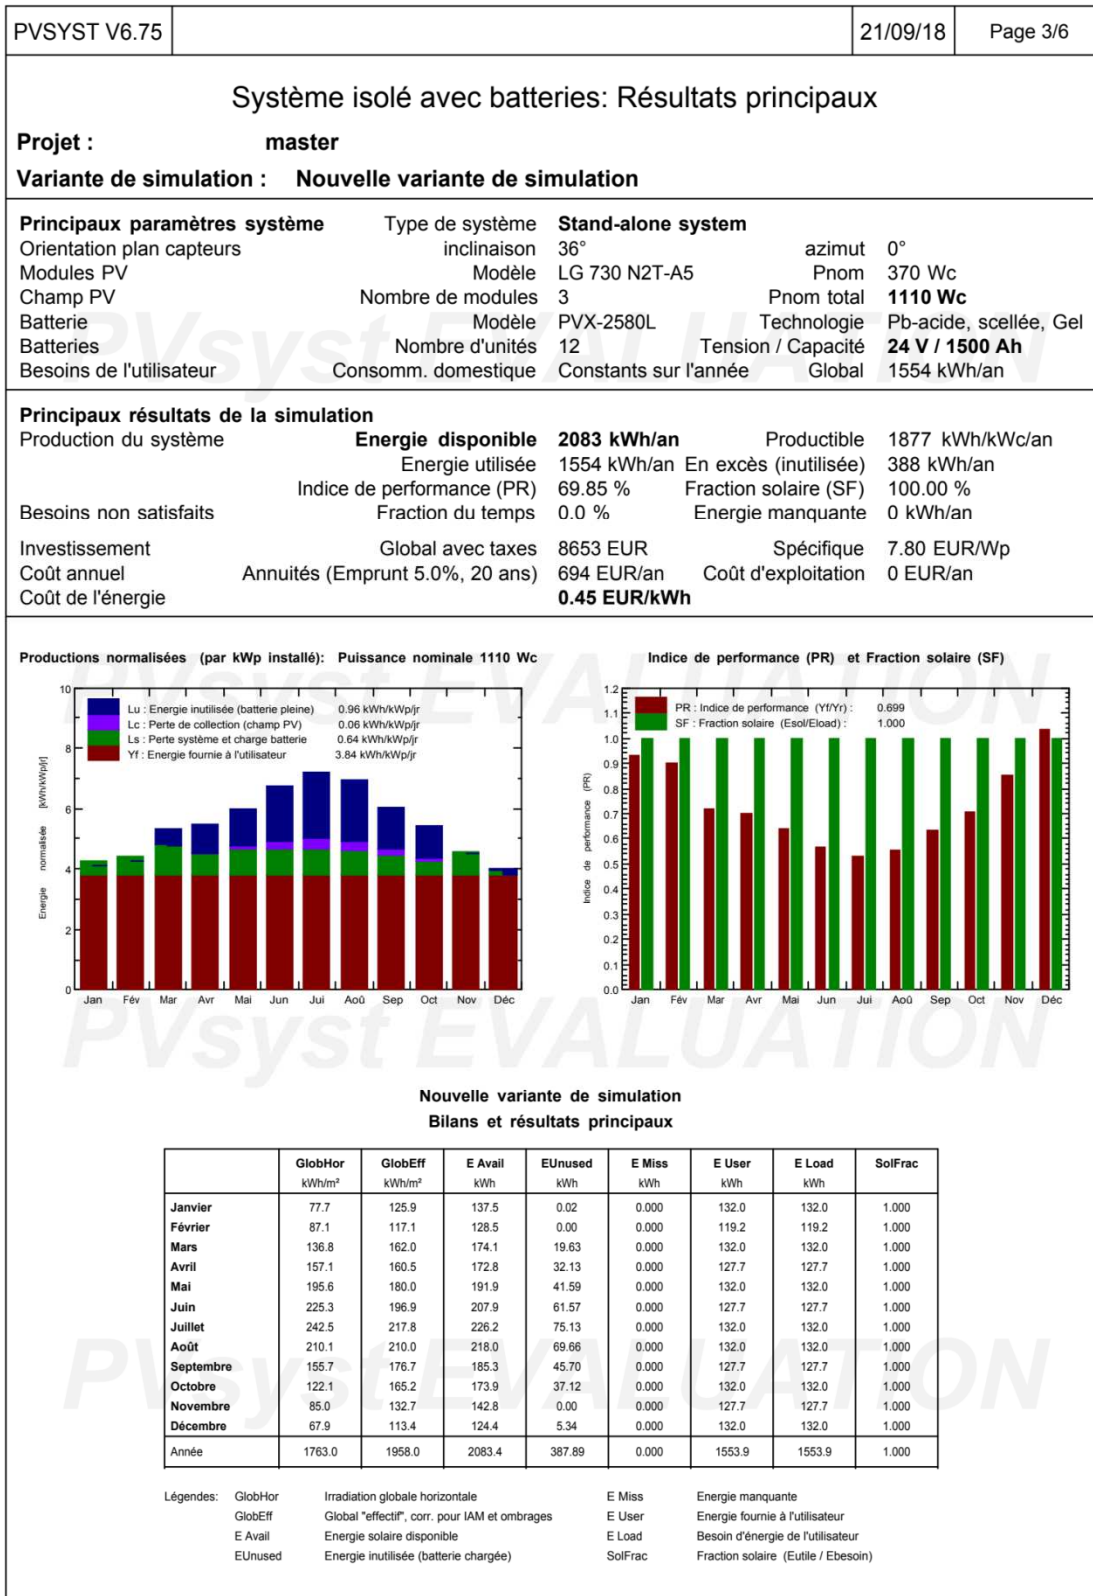 PVSYST V6.75 21/09/18 Page 3/6
Système isolé avec batteries: Résultats principaux
Projet : master
Variante de simulation : Nouvelle variante de simulation
Principaux paramètres système Type de système Stand-alone system
Orientation plan capteurs inclinaison 36° azimut 0°
Modules PV Modèle LG 730 N2T-A5 Pnom 370 Wc
Champ PV Nombre de modules 3 Pnom total 1110 Wc
Batterie Modèle PVX-2580L Technologie Pb-acide, scellée, Gel
Batteries Nombre d'unités 12 Tension / Capacité 24 V / 1500 Ah
Besoins de l'utilisateur Consomm. domestique Constants sur l'année Global 1554 kWh/an
PVsyst EVALUATION
Principaux résultats de la simulation
Production du système Energie disponible 2083 kWh/an Productible 1877 kWh/kWc/an
Energie utilisée 1554 kWh/an En excès (inutilisée) 388 kWh/an
Indice de performance (PR) 69.85 % Fraction solaire (SF) 100.00 %
Besoins non satisfaits Fraction du temps 0.0 % Energie manquante 0 kWh/an
Investissement Global avec taxes 8653 EUR Spécifique 7.80 EUR/Wp
Coût annuel Annuités (Emprunt 5.0%, 20 ans) 694 EUR/an Coût d'exploitation 0 EUR/an
Coût de l'énergie 0.45 EUR/kWh
PVsyst EVALUATION
Productions normalisées (par kWp installé): Puissance nominale 1110 Wc
Lu : Energie inutilisée (batterie pleine) 0.96 kWh/kWp/jr
Lc : Perte de collection (champ PV) 0.06 kWh/kWp/jr
Ls : Perte système et charge batterie 0.64 kWh/kWp/jr
Yf : Energie fournie à l'utilisateur 3.84 kWh/kWp/jr
Energie normalisée [kWh/kWp/jr]
10
8
6
4
2
0
Jan Fév Mar Avr Mai Jun Jui Aoû Sep Oct Nov Déc
Indice de performance (PR) et Fraction solaire (SF)
PR : Indice de performance (Yf/Yr) : 0.699
SF : Fraction solaire (Esol/Eload) : 1.000
Indice de performance (PR)
1.2
1.1
1.0
0.9
0.8
0.7
0.6
0.5
0.4
0.3
0.2
0.1
0.0
Jan Fév Mar Avr Mai Jun Jui Aoû Sep Oct Nov Déc
PVsyst EVALUATION
Nouvelle variante de simulation
Bilans et résultats principaux
GlobHor GlobEff E Avail EUnused E Miss E User E Load SolFrac
kWh/m² kWh/m² kWh kWh kWh kWh kWh
Janvier 77.7 125.9 137.5 0.02 0.000 132.0 132.0 1.000
Février 87.1 117.1 128.5 0.00 0.000 119.2 119.2 1.000
Mars 136.8 162.0 174.1 19.63 0.000 132.0 132.0 1.000
Avril 157.1 160.5 172.8 32.13 0.000 127.7 127.7 1.000
Mai 195.6 180.0 191.9 41.59 0.000 132.0 132.0 1.000
Juin 225.3 196.9 207.9 61.57 0.000 127.7 127.7 1.000
Juillet 242.5 217.8 226.2 75.13 0.000 132.0 132.0 1.000
Août 210.1 210.0 218.0 69.66 0.000 132.0 132.0 1.000
Septembre 155.7 176.7 185.3 45.70 0.000 127.7 127.7 1.000
Octobre 122.1 165.2 173.9 37.12 0.000 132.0 132.0 1.000
Novembre 85.0 132.7 142.8 0.00 0.000 127.7 127.7 1.000
Décembre 67.9 113.4 124.4 5.34 0.000 132.0 132.0 1.000
Année 1763.0 1958.0 2083.4 387.89 0.000 1553.9 1553.9 1.000
PVsyst EVALUATION
Légendes: GlobHor Irradiation globale horizontale E Miss Energie manquante
GlobEff Global "effectif", corr. pour IAM et ombrages E User Energie fournie à l'utilisateur
E Avail Energie solaire disponible E Load Besoin d'énergie de l'utilisateur
EUnused Energie inutilisée (batterie chargée) SolFrac Fraction solaire (Eutile / Ebesoin)